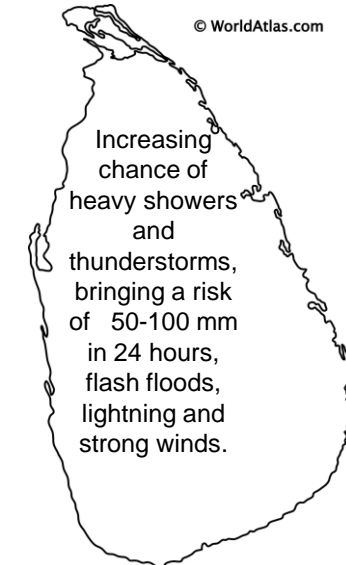 © WorldAtlas.com
Increasing
chance of
heavy showers
and
thunderstorms,
bringing a risk
of 50-100 mm
in 24 hours,
flash floods,
lightning and
strong winds.